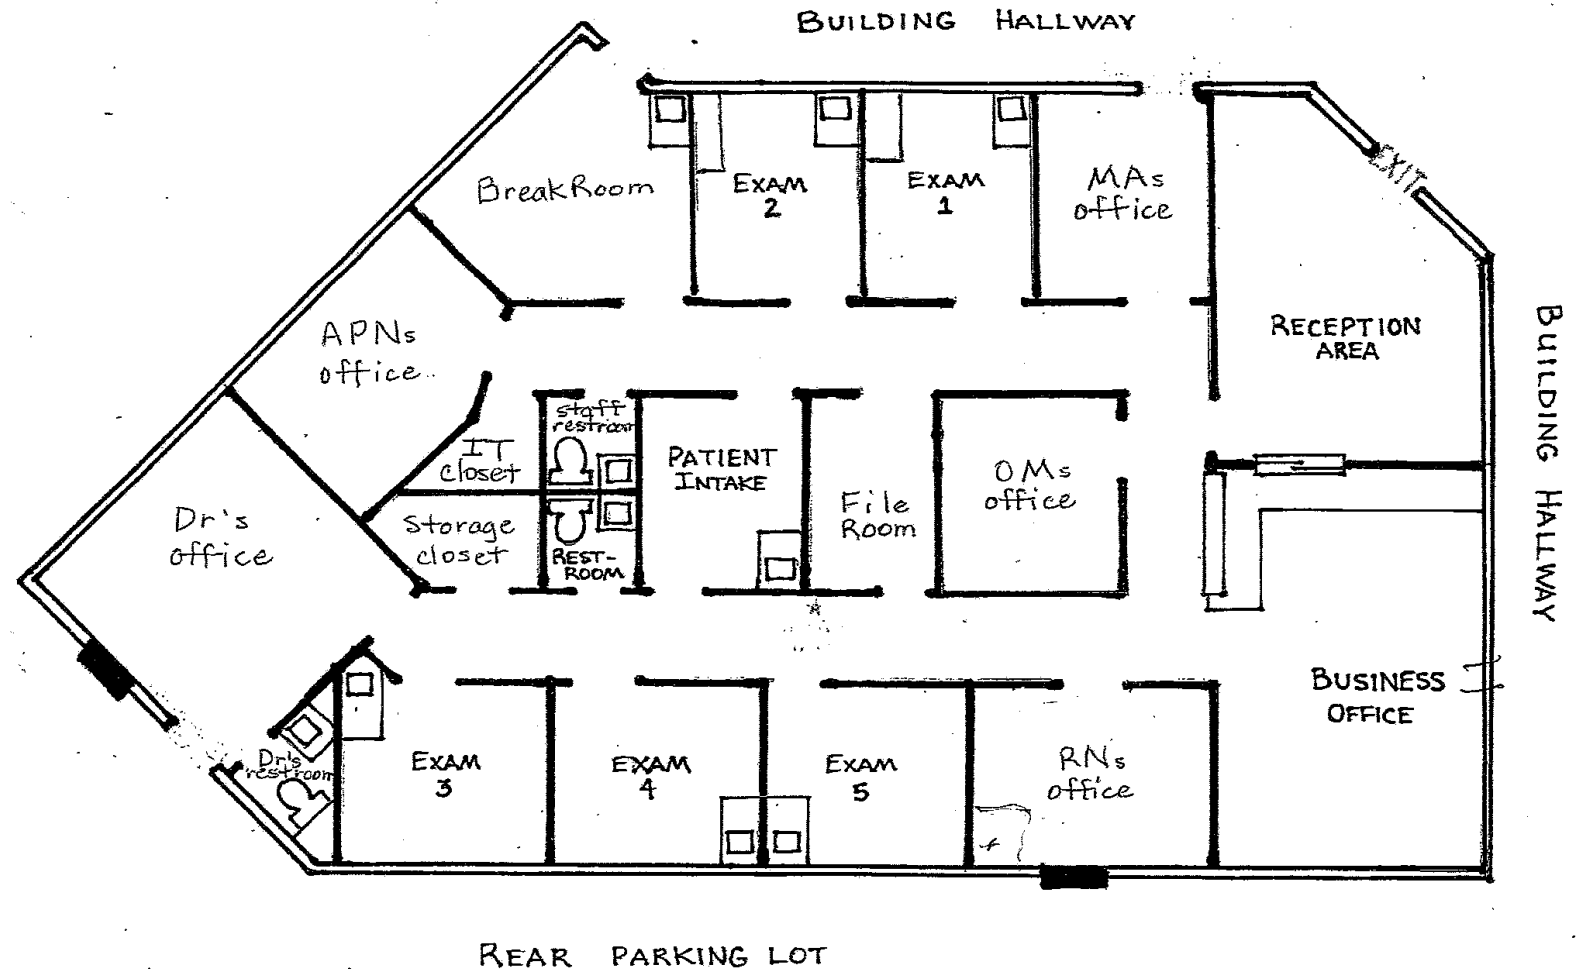 BUILDING HALLWAY
EXIT
BreakRoom
EXAM
2
EXAM
1
MAs
office
RECEPTION
AREA
BUILDING HALLWAY
APNs
office
staff
restroom
IT
closet
PATIENT
INTAKE
File
Room
OMs
office
Dr's
office
Storage
closet
REST-
ROOM
BUSINESS
OFFICE
Dr's
restroom
EXAM
3
EXAM
4
EXAM
5
RNs
office
REAR PARKING LOT